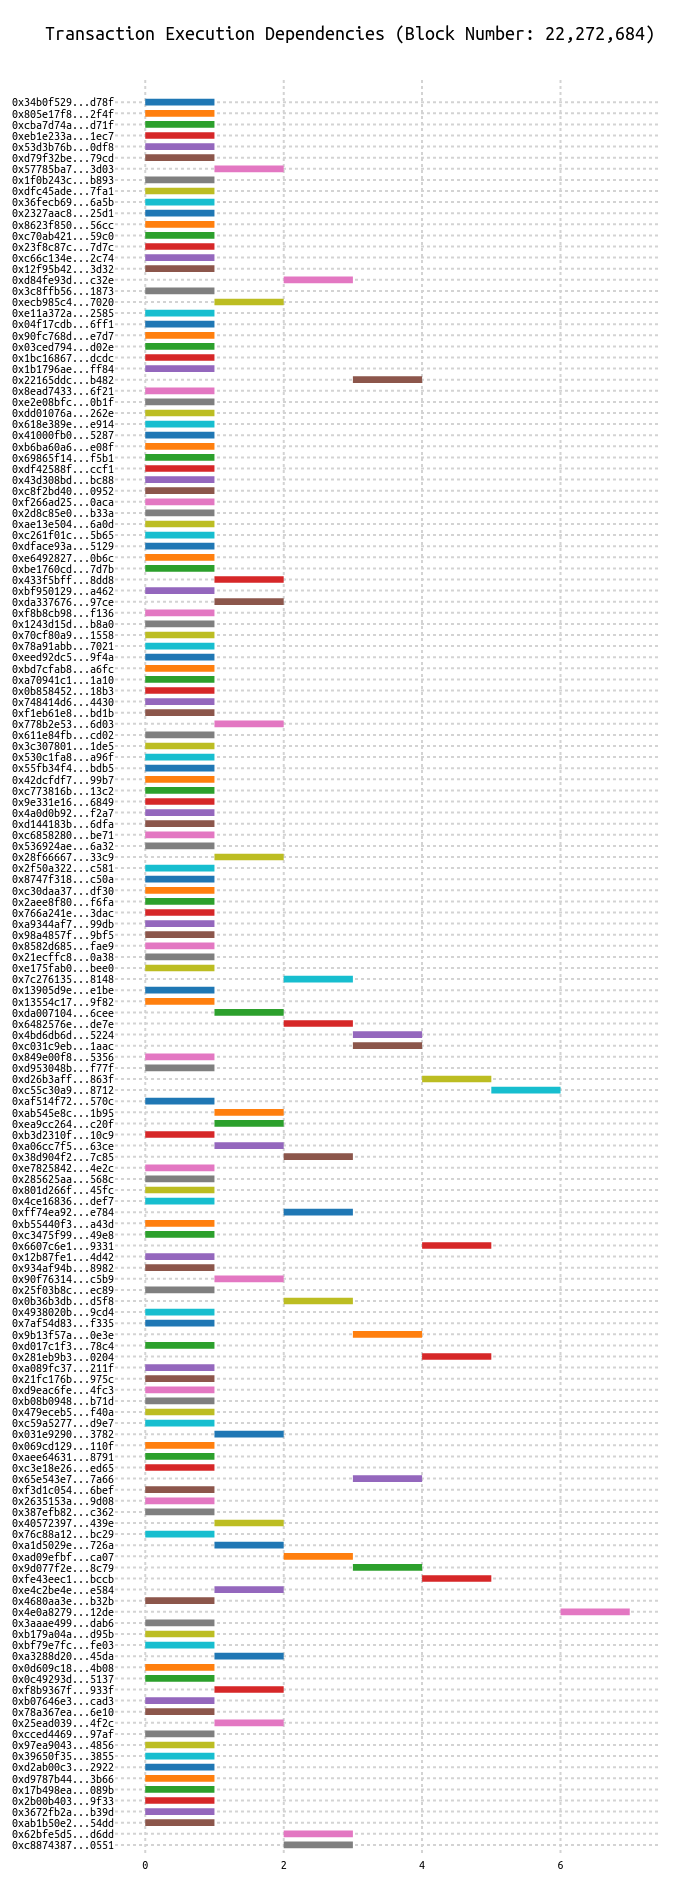 Transaction Execution Dependencies (Block Number: 22,272,684)
0x34b0f529...d78f
0x805e17f8...2f4f
0xcba7d74a...d71f
0xeb1e233a...1ec7
0x53d3b76b...0df8
0xd79f32be...79cd
0x57785ba7...3d03
0x1f0b243c...b893
0xdfc45ade...7fa1
0x36fecb69...6a5b
0x2327aac8...25d1
0x8623f850...56cc
0xc70ab421...59c0
0x23f8c87c...7d7c
0xc66c134e...2c74
0x12f95b42...3d32
0xd84fe93d...c32e
0x3c8ffb56...1873
0xecb985c4...7020
0xe11a372a...2585
0x04f17cdb...6ff1
0x90fc768d...e7d7
0x03ced794...d02e
0x1bc16867...dcdc
0x1b1796ae...ff84
0x22165ddc...b482
0x8ead7433...6f21
0xe2e08bfc...0b1f
0xdd01076a...262e
0x618e389e...e914
0x41000fb0...5287
0xb6ba60a6...e08f
0x69865f14...f5b1
0xdf42588f...ccf1
0x43d308bd...bc88
0xc8f2bd40...0952
0xf266ad25...0aca
0x2d8c85e0...b33a
0xae13e504...6a0d
0xc261f01c...5b65
0xdface93a...5129
0xe6492827...0b6c
0xbe1760cd...7d7b
0x433f5bff...8dd8
0xbf950129...a462
0xda337676...97ce
0xf8b8cb98...f136
0x1243d15d...b8a0
0x70cf80a9...1558
0x78a91abb...7021
0xeed92dc5...9f4a
0xbd7cfab8...a6fc
0xa70941c1...1a10
0x0b858452...18b3
0x748414d6...4430
0xf1eb61e8...bd1b
0x778b2e53...6d03
0x611e84fb...cd02
0x3c307801...1de5
0x530c1fa8...a96f
0x55fb34f4...bdb5
0x42dcfdf7...99b7
0xc773816b...13c2
0x9e331e16...6849
0x4a0d0b92...f2a7
0xd144183b...6dfa
0xc6858280...be71
0x536924ae...6a32
0x28f66667...33c9
0x2f50a322...c581
0x8747f318...c50a
0xc30daa37...df30
0x2aee8f80...f6fa
0x766a241e...3dac
0xa9344af7...99db
0x98a4857f...9bf5
0x8582d685...fae9
0x21ecffc8...0a38
0xe175fab0...bee0
0x7c276135...8148
0x13905d9e...e1be
0x13554c17...9f82
0xda007104...6cee
0x6482576e...de7e
0x4bd6db6d...5224
0xc031c9eb...1aac
0x849e00f8...5356
0xd953048b...f77f
0xd26b3aff...863f
0xc55c30a9...8712
0xaf514f72...570c
0xab545e8c...1b95
0xea9cc264...c20f
0xb3d2310f...10c9
0xa06cc7f5...63ce
0x38d904f2...7c85
0xe7825842...4e2c
0x285625aa...568c
0x801d266f...45fc
0x4ce16836...def7
0xff74ea92...e784
0xb55440f3...a43d
0xc3475f99...49e8
0x6607c6e1...9331
0x12b87fe1...4d42
0x934af94b...8982
0x90f76314...c5b9
0x25f03b8c...ec89
0x0b36b3db...d5f8
0x4938020b...9cd4
0x7af54d83...f335
0x9b13f57a...0e3e
0xd017c1f3...78c4
0x281eb9b3...0204
0xa089fc37...211f
0x21fc176b...975c
0xd9eac6fe...4fc3
0xb08b0948...b71d
0x479eceb5...f40a
0xc59a5277...d9e7
0x031e9290...3782
0x069cd129...110f
0xaee64631...8791
0xc3e18e26...ed65
0x65e543e7...7a66
0xf3d1c054...6bef
0x2635153a...9d08
0x387efb82...c362
0x40572397...439e
0x76c88a12...bc29
0xa1d5029e...726a
0xad09efbf...ca07
0x9d077f2e...8c79
0xfe43eec1...bccb
0xe4c2be4e...e584
0x4680aa3e...b32b
0x4e0a8279...12de
0x3aaae499...dab6
0xb179a04a...d95b
0xbf79e7fc...fe03
0xa3288d20...45da
0x0d609c18...4b08
0x0c49293d...5137
0xf8b9367f...933f
0xb07646e3...cad3
0x78a367ea...6e10
0x25ead039...4f2c
0xcced4469...97af
0x97ea9043...4856
0x39650f35...3855
0xd2ab00c3...2922
0xd9787b44...3b66
0x17b498ea...089b
0x2b00b403...9f33
0x3672fb2a...b39d
0xab1b50e2...54dd
0x62bfe5d5...d6dd
0xc8874387...0551
0 2 4 6